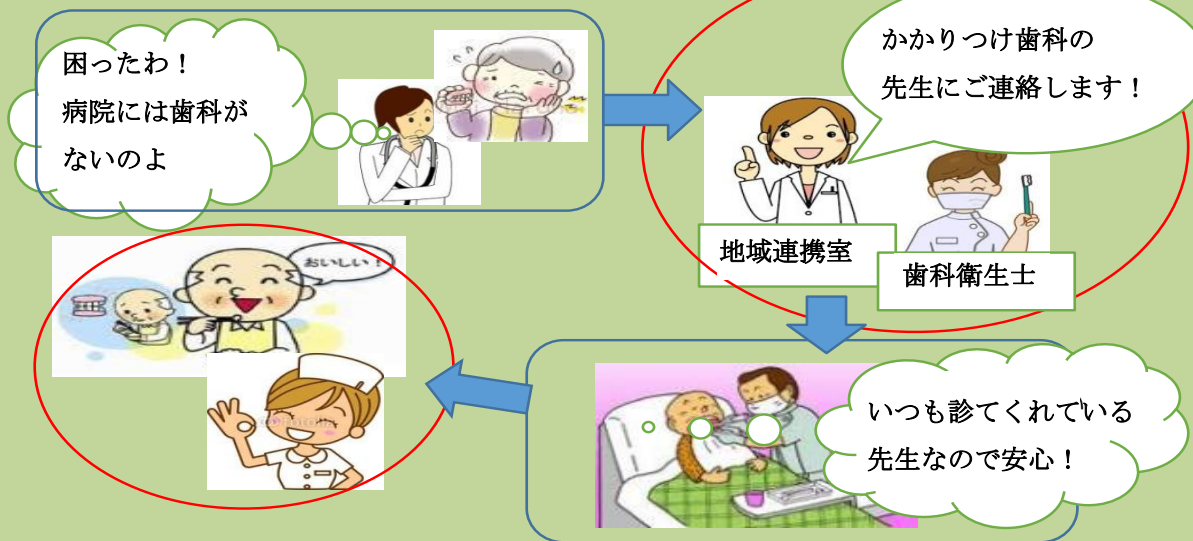 困ったわ！
病院には歯科が
ないのよ
かかりつけ歯科の
先生にご連絡します！
地域連携室
歯科衛生士
いつも診てくれている
先生なので安心！
おいしい！